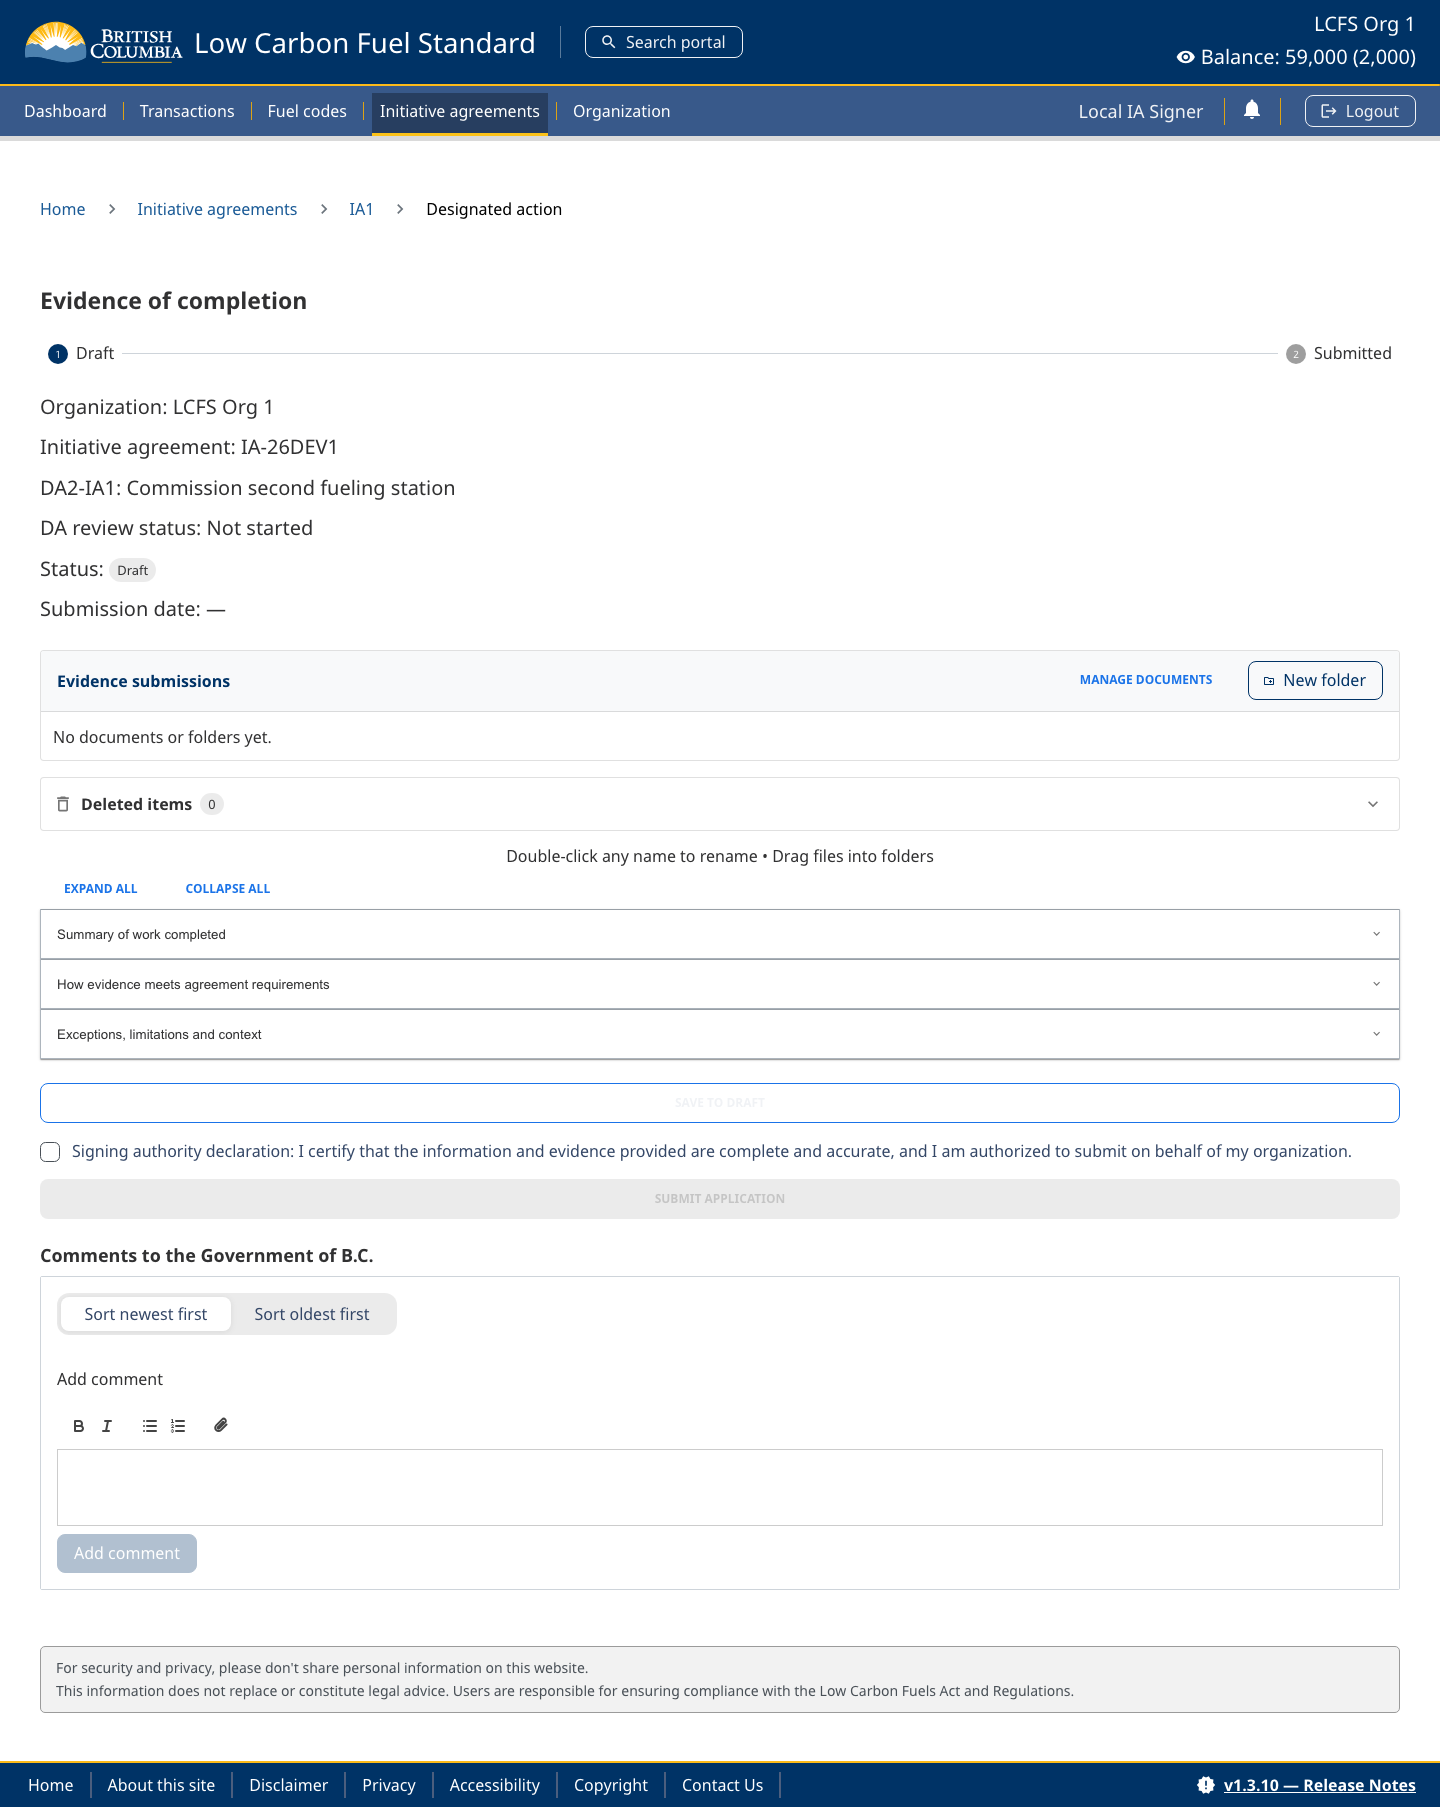 BRITISH COLUMBIA
Low Carbon Fuel Standard
Search portal
LCFS Org 1
Balance: 59,000 (2,000)
Dashboard
Transactions
Fuel codes
Initiative agreements
Organization
Local IA Signer
Logout
Home
Initiative agreements
IA1
Designated action
Evidence of completion
1 Draft
2 Submitted
Organization: LCFS Org 1
Initiative agreement: IA-26DEV1
DA2-IA1: Commission second fueling station
DA review status: Not started
Status: Draft
Submission date: —
Evidence submissions
MANAGE DOCUMENTS
New folder
No documents or folders yet.
Deleted items 0
Double-click any name to rename • Drag files into folders
EXPAND ALL
COLLAPSE ALL
Summary of work completed
How evidence meets agreement requirements
Exceptions, limitations and context
SAVE TO DRAFT
Signing authority declaration: I certify that the information and evidence provided are complete and accurate, and I am authorized to submit on behalf of my organization.
SUBMIT APPLICATION
Comments to the Government of B.C.
Sort newest first
Sort oldest first
Add comment
Add comment
For security and privacy, please don't share personal information on this website.
This information does not replace or constitute legal advice. Users are responsible for ensuring compliance with the Low Carbon Fuels Act and Regulations.
Home
About this site
Disclaimer
Privacy
Accessibility
Copyright
Contact Us
v1.3.10 — Release Notes